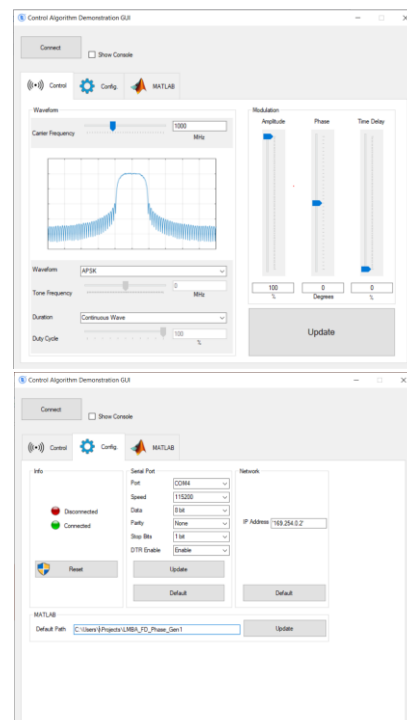 Control Algorithm Demonstration GUI
Connect
Show Console
Control
Config.
MATLAB
Waveform
Carrier Frequency
1000
MHz
Waveform
APSK
Tone Frequency
0
MHz
Duration
Continuous Wave
Duty Cycle
100
%
Modulation
Amplitude
Phase
Time Delay
100
0
0
%
Degrees
%
Update
Control Algorithm Demonstration GUI
Connect
Show Console
Control
Config.
MATLAB
Info
Disconnected
Connected
Reset
Serial Port
Port
COM4
Speed
115200
Data
8 bit
Parity
None
Stop Bits
1 bit
DTR Enable
Enable
Update
Default
Network
IP Address
'169.254.0.2'
Default
MATLAB
Default Path
C:\Users\\Projects\LMBA_FD_Phase_Gen1
Update